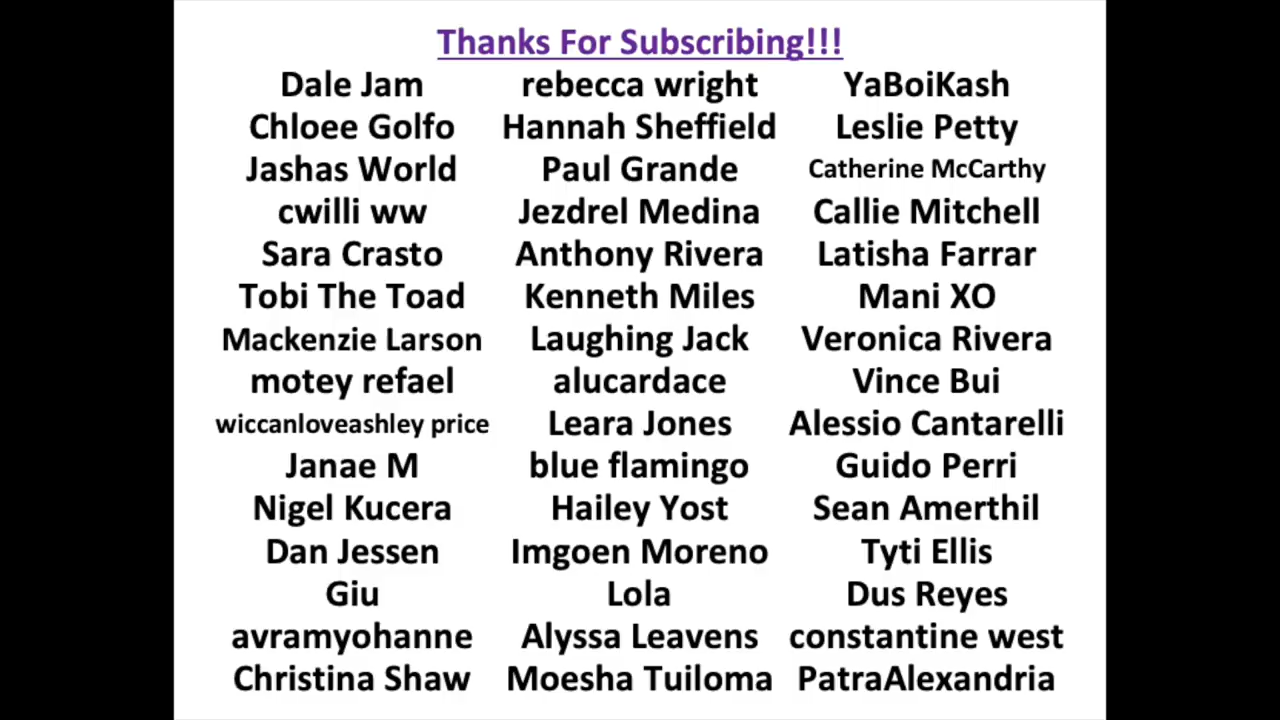 Thanks For Subscribing!!!
Dale Jam rebecca wright YaBoiKash
Chloee Golfo Hannah Sheffield Leslie Petty
Jashas World Paul Grande Catherine McCarthy
cwilli ww Jezdrel Medina Callie Mitchell
Sara Crasto Anthony Rivera Latisha Farrar
Tobi The Toad Kenneth Miles Mani XO
Mackenzie Larson Laughing Jack Veronica Rivera
motey refael alucardace Vince Bui
wiccanloveashley price Leara Jones Alessio Cantarelli
Janae M blue flamingo Guido Perri
Nigel Kucera Hailey Yost Sean Amerthil
Dan Jessen Imgoen Moreno Tyti Ellis
Giu Lola Dus Reyes
avramyohanne Alyssa Leavens constantine west
Christina Shaw Moesha Tuiloma PatraAlexandria